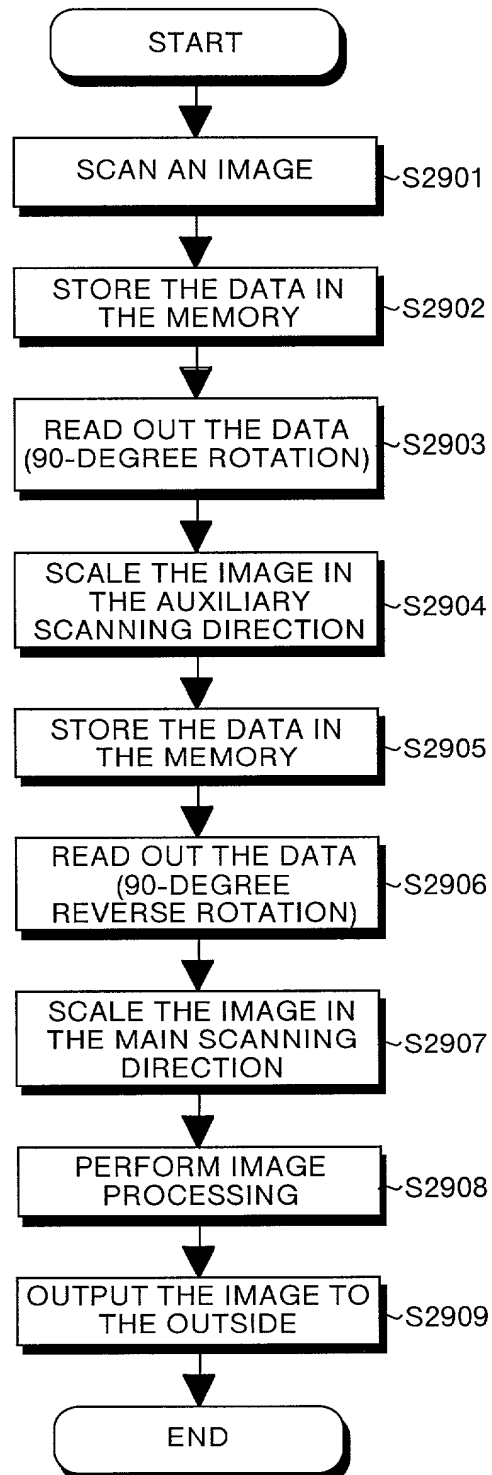 START
SCAN AN IMAGE
S2901
STORE THE DATA IN
THE MEMORY
S2902
READ OUT THE DATA
(90-DEGREE ROTATION)
S2903
SCALE THE IMAGE IN
THE AUXILIARY
SCANNING DIRECTION
S2904
STORE THE DATA IN
THE MEMORY
S2905
READ OUT THE DATA
(90-DEGREE
REVERSE ROTATION)
S2906
SCALE THE IMAGE IN
THE MAIN SCANNING
DIRECTION
S2907
PERFORM IMAGE
PROCESSING
S2908
OUTPUT THE IMAGE TO
THE OUTSIDE
S2909
END